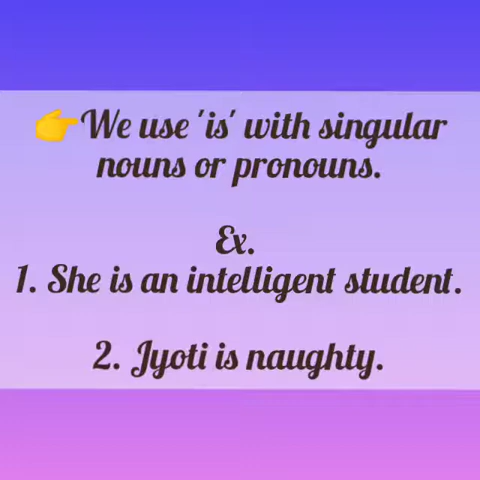 👉We use 'is' with singular
nouns or pronouns.
Ex.
1. She is an intelligent student.
2. Jyoti is naughty.